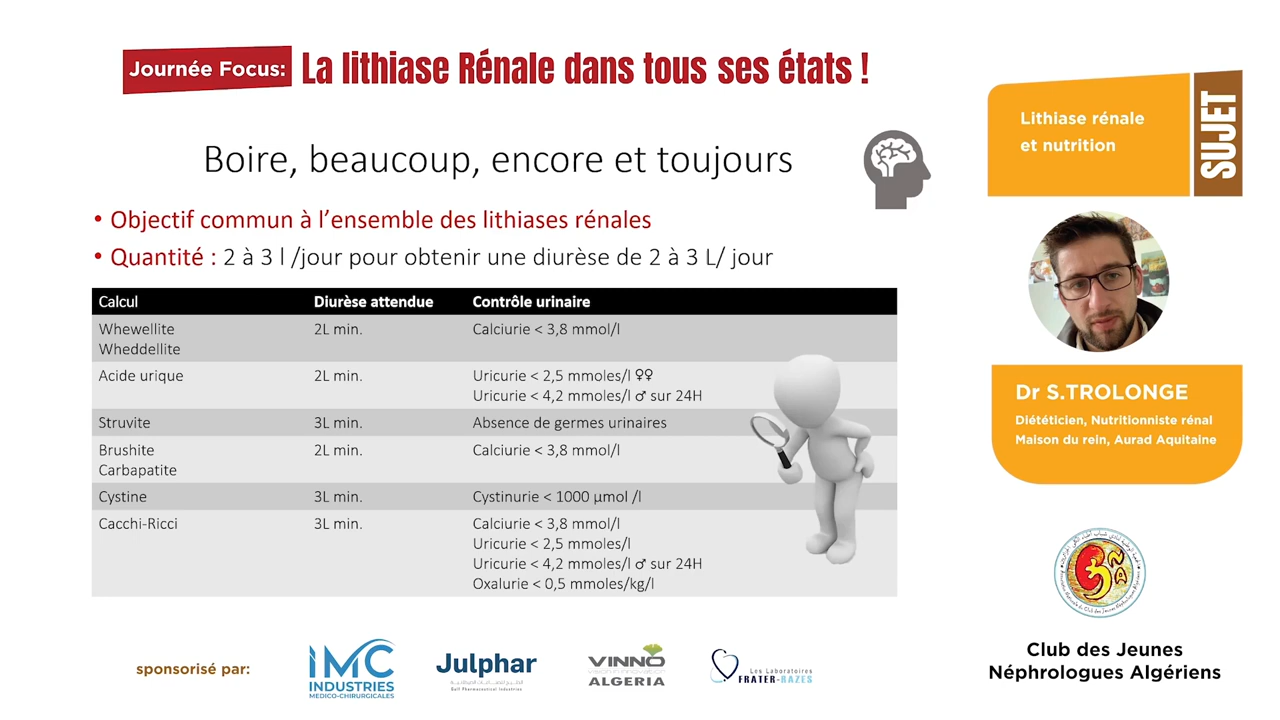 Journée Focus: La lithiase Rénale dans tous ses états !
Boire, beaucoup, encore et toujours
• Objectif commun à l’ensemble des lithiases rénales
• Quantité : 2 à 3 l /jour pour obtenir une diurèse de 2 à 3 L/ jour
Calcul Diurèse attendue Contrôle urinaire
Whewellite 2L min. Calciurie < 3,8 mmol/l
Wheddellite
Acide urique 2L min. Uricurie < 2,5 mmoles/l ♀♀
Uricurie < 4,2 mmoles/l ♂ sur 24H
Struvite 3L min. Absence de germes urinaires
Brushite 2L min. Calciurie < 3,8 mmol/l
Carbapatite
Cystine 3L min. Cystinurie < 1000 µmol /l
Cacchi-Ricci 3L min. Calciurie < 3,8 mmol/l
Uricurie < 2,5 mmoles/l
Uricurie < 4,2 mmoles/l ♂ sur 24H
Oxalurie < 0,5 mmoles/kg/l
SUJET
Lithiase rénale
et nutrition
Dr S.TROLONGE
Diététicien, Nutritionniste rénal
Maison du rein, Aurad Aquitaine
Club des Jeunes
Néphrologues Algériens
sponsorisé par:
IMC
INDUSTRIES
MEDICO-CHIRURGICALES
Julphar
Gulf Pharmaceutical Industries
VINNO
ALGERIA
Les Laboratoires
FRATER-RAZES